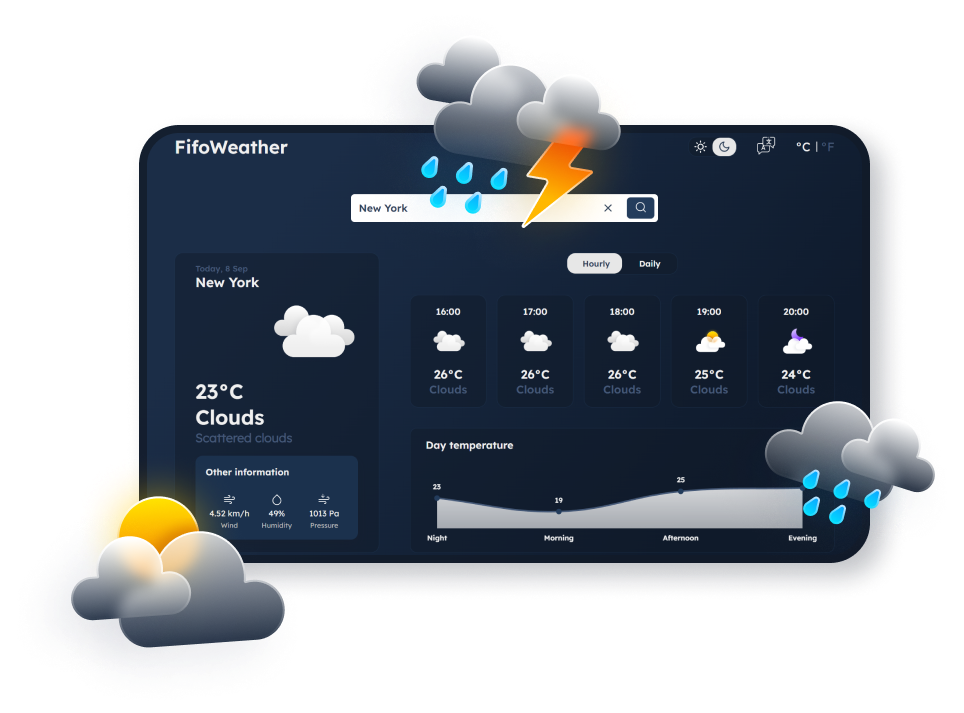 FifoWeather
°C | °F
New York
Today, 8 Sep
New York
23°C
Clouds
Scattered clouds
Other information
4.52 km/h 49% 1013 Pa
Wind Humidity Pressure
Hourly Daily
16:00 17:00 18:00 19:00 20:00
26°C 26°C 26°C 25°C 24°C
Clouds Clouds Clouds Clouds Clouds
Day temperature
23 19 25
Night Morning Afternoon Evening